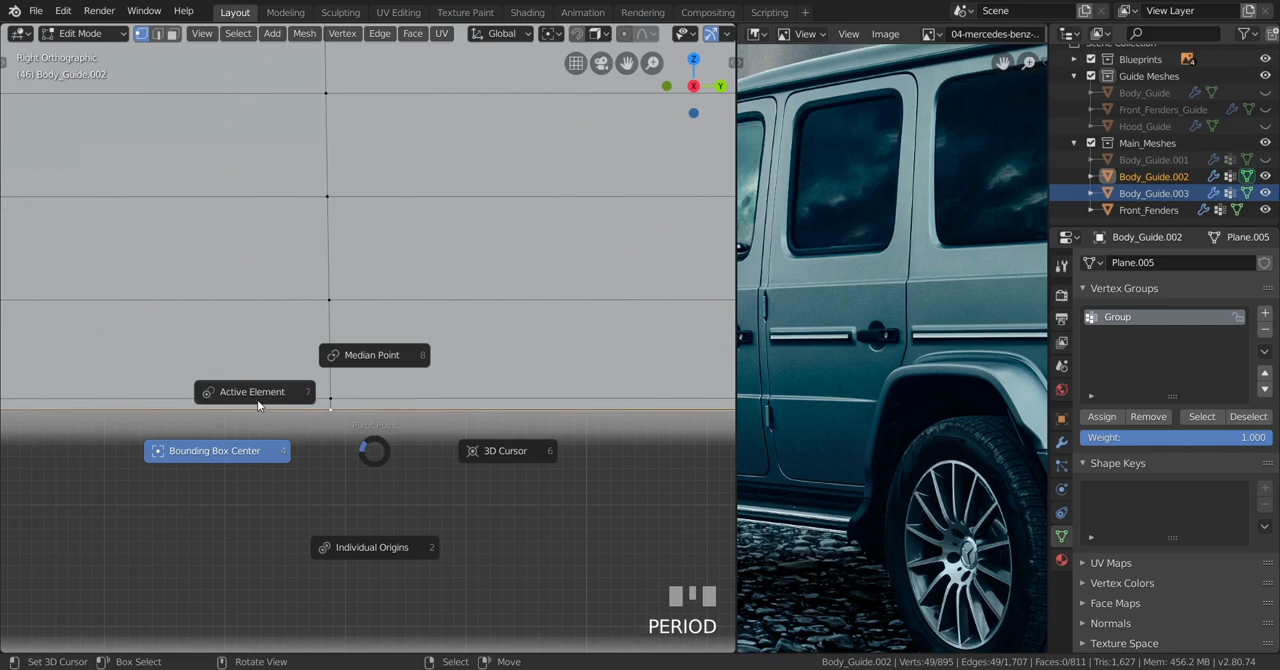 File Edit Render Window Help Layout Modeling Sculpting UV Editing Texture Paint Shading Animation Rendering Compositing Scripting + Scene View Layer
Edit Mode View Select Add Mesh Vertex Edge Face UV Global View View Image 04-mercedes-benz-..
Right Orthographic
(46) Body_Guide.002
Z
X
Y
Median Point 8
Active Element 7
Pivot Point
Bounding Box Center 4
3D Cursor 6
Individual Origins 2
PERIOD
Blueprints 4
Guide Meshes
Body_Guide
Front_Fenders_Guide
Hood_Guide
Main_Meshes
Body_Guide.001
Body_Guide.002
Body_Guide.003
Front_Fenders
Body_Guide.002 Plane.005
Plane.005
Vertex Groups
Group
Assign Remove Select Deselect
Weight: 1.000
Shape Keys
UV Maps
Vertex Colors
Face Maps
Normals
Texture Space
Set 3D Cursor Box Select Rotate View Select Move Body_Guide.002 | Verts:49/895 | Edges:49/1,707 | Faces:0/811 | Tris:1,627 | Mem: 456.2 MB | v2.80.74